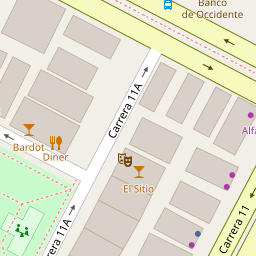 Banco
de Occidente
Carrera 11A
Alfa
Bardot
Diner
El Sitio
Carrera 11A
Carrera 11